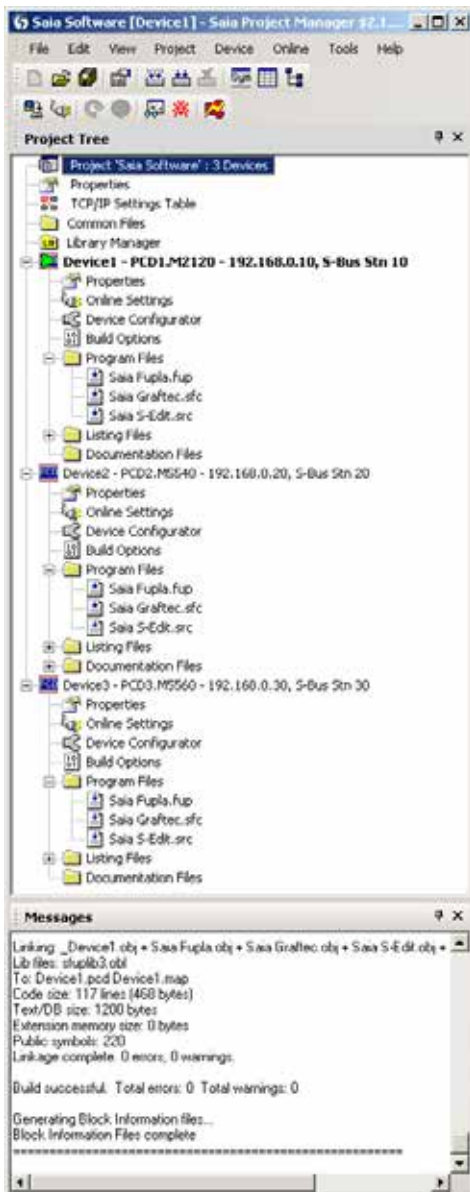 Saia Software [Device1] - Saia Project Manager $2.1....
File Edit View Project Device Online Tools Help
Project Tree
Project 'Saia Software' : 3 Devices
Properties
TCP/IP Settings Table
Common Files
Library Manager
Device1 - PCD1.M2120 - 192.168.0.10, S-Bus Stn 10
Properties
Online Settings
Device Configurator
Build Options
Program Files
Saia Fupla.fup
Saia Graftec.sfc
Saia S-Edit.src
Listing Files
Documentation Files
Device2 - PCD2.M5540 - 192.168.0.20, S-Bus Stn 20
Properties
Online Settings
Device Configurator
Build Options
Program Files
Saia Fupla.fup
Saia Graftec.sfc
Saia S-Edit.src
Listing Files
Documentation Files
Device3 - PCD3.M5560 - 192.168.0.30, S-Bus Stn 30
Properties
Online Settings
Device Configurator
Build Options
Program Files
Saia Fupla.fup
Saia Graftec.sfc
Saia S-Edit.src
Listing Files
Documentation Files
Messages
Linking: _Device1.obj + Saia Fupla.obj + Saia Graftec.obj + Saia S-Edit.obj +
Lib files: sfuplib3.obl
To: Device1.pcd Device1.map
Code size: 117 lines (468 bytes)
Text/DB size: 1200 bytes
Extension memory size: 0 bytes
Public symbols: 220
Linkage complete. 0 errors, 0 warnings.
Build successful. Total errors: 0 Total warnings: 0
Generating Block Information files...
Block Information Files complete